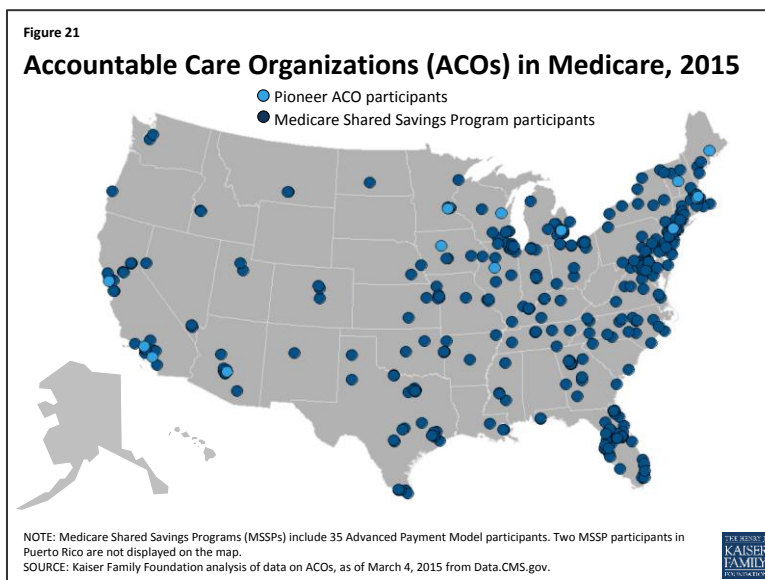 Figure 21
Accountable Care Organizations (ACOs) in Medicare, 2015
Pioneer ACO participants
Medicare Shared Savings Program participants
NOTE: Medicare Shared Savings Programs (MSSPs) include 35 Advanced Payment Model participants. Two MSSP participants in
Puerto Rico are not displayed on the map.
SOURCE: Kaiser Family Foundation analysis of data on ACOs, as of March 4, 2015 from Data.CMS.gov.
THE HENRY J.
KAISER
FAMILY
FOUNDATION